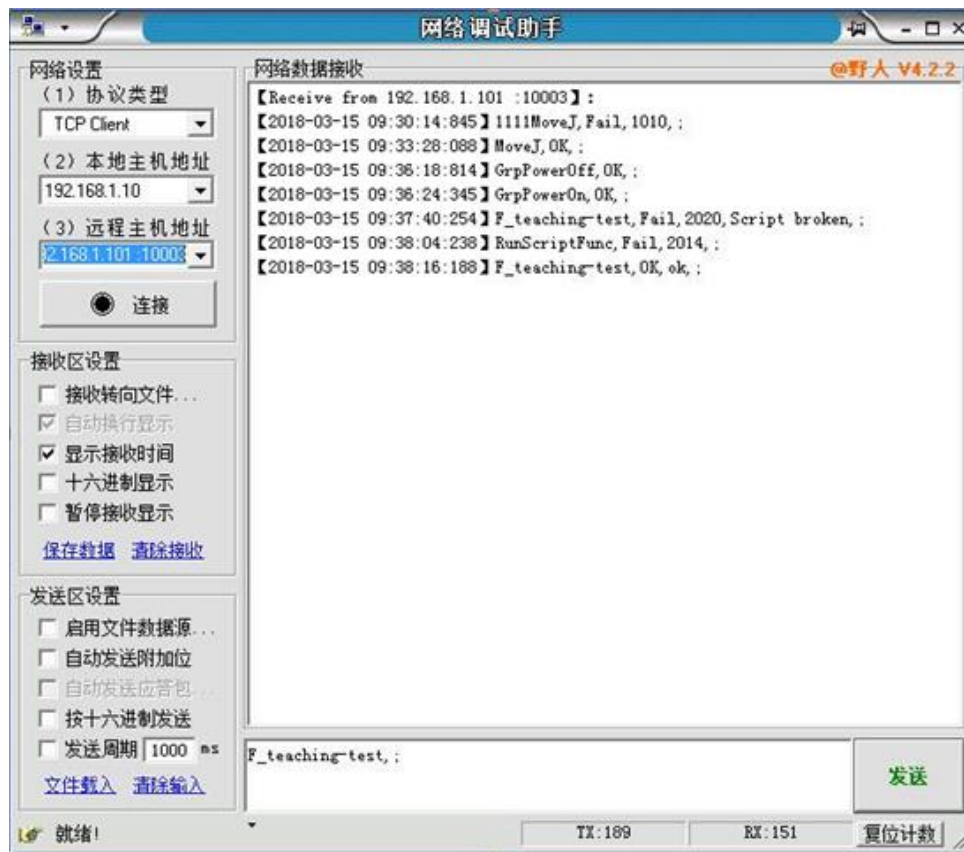 网络调试助手
网络设置
(1) 协议类型
TCP Client
(2) 本地主机地址
192.168.1.10
(3) 远程主机地址
2.168.1.101 :10003
连接
接收区设置
接收转向文件...
自动换行显示
显示接收时间
十六进制显示
暂停接收显示
保存数据 清除接收
发送区设置
启用文件数据源...
自动发送附加位
自动发送应答包...
按十六进制发送
发送周期 1000 ms
文件载入 清除输入
网络数据接收
@野人 V4.2.2
【Receive from 192.168.1.101 :10003】:
【2018-03-15 09:30:14:845】1111MoveJ,Fail,1010,;
【2018-03-15 09:33:28:088】MoveJ,OK,;
【2018-03-15 09:36:18:814】GrpPowerOff,OK,;
【2018-03-15 09:36:24:345】GrpPowerOn,OK,;
【2018-03-15 09:37:40:254】F_teaching-test,Fail,2020,Script broken,;
【2018-03-15 09:38:04:238】RunScriptFunc,Fail,2014,;
【2018-03-15 09:38:16:188】F_teaching-test,OK,ok,;
F_teaching-test,;
发送
就绪!
TX:189
RX:151
复位计数